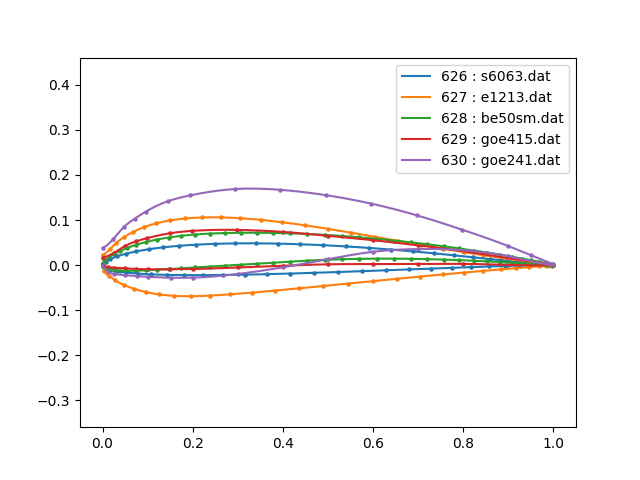 626 : s6063.dat
627 : e1213.dat
628 : be50sm.dat
629 : goe415.dat
630 : goe241.dat
0.4
0.3
0.2
0.1
0.0
−0.1
−0.2
−0.3
0.0 0.2 0.4 0.6 0.8 1.0